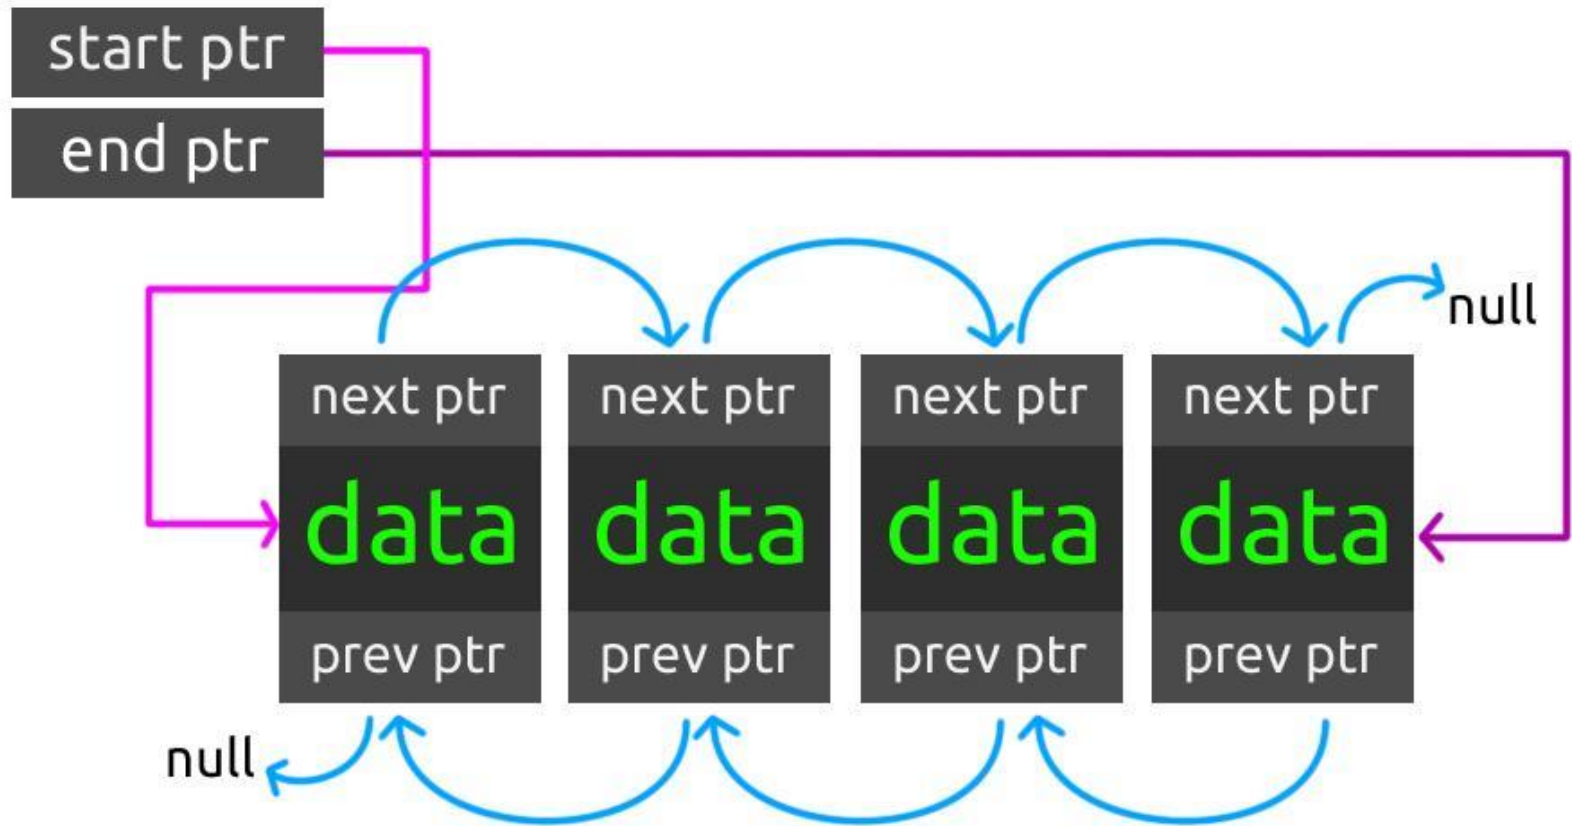 start ptr
end ptr
null
next ptr next ptr next ptr next ptr
data data data data
prev ptr prev ptr prev ptr prev ptr
null